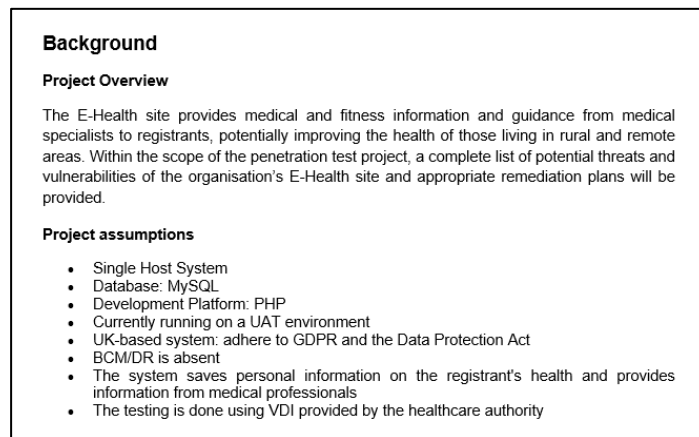 Background
Project Overview
The E-Health site provides medical and fitness information and guidance from medical
specialists to registrants, potentially improving the health of those living in rural and remote
areas. Within the scope of the penetration test project, a complete list of potential threats and
vulnerabilities of the organisation's E-Health site and appropriate remediation plans will be
provided.
Project assumptions
• Single Host System
• Database: MySQL
• Development Platform: PHP
• Currently running on a UAT environment
• UK-based system: adhere to GDPR and the Data Protection Act
• BCM/DR is absent
• The system saves personal information on the registrant's health and provides
information from medical professionals
• The testing is done using VDI provided by the healthcare authority